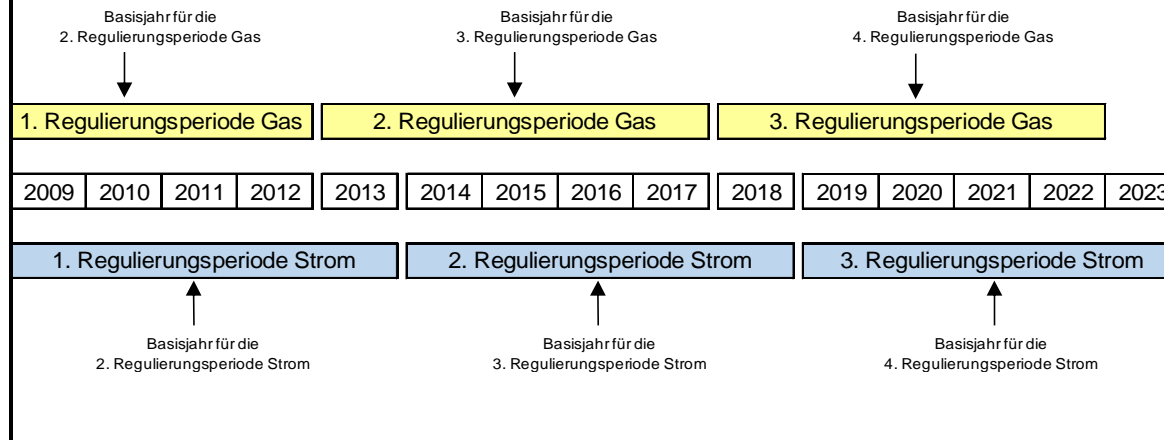 Basisjahr für die
2. Regulierungsperiode Gas
Basisjahr für die
3. Regulierungsperiode Gas
Basisjahr für die
4. Regulierungsperiode Gas
1. Regulierungsperiode Gas
2. Regulierungsperiode Gas
3. Regulierungsperiode Gas
2009 2010 2011 2012 2013 2014 2015 2016 2017 2018 2019 2020 2021 2022 2023
1. Regulierungsperiode Strom
2. Regulierungsperiode Strom
3. Regulierungsperiode Strom
Basisjahr für die
2. Regulierungsperiode Strom
Basisjahr für die
3. Regulierungsperiode Strom
Basisjahr für die
4. Regulierungsperiode Strom